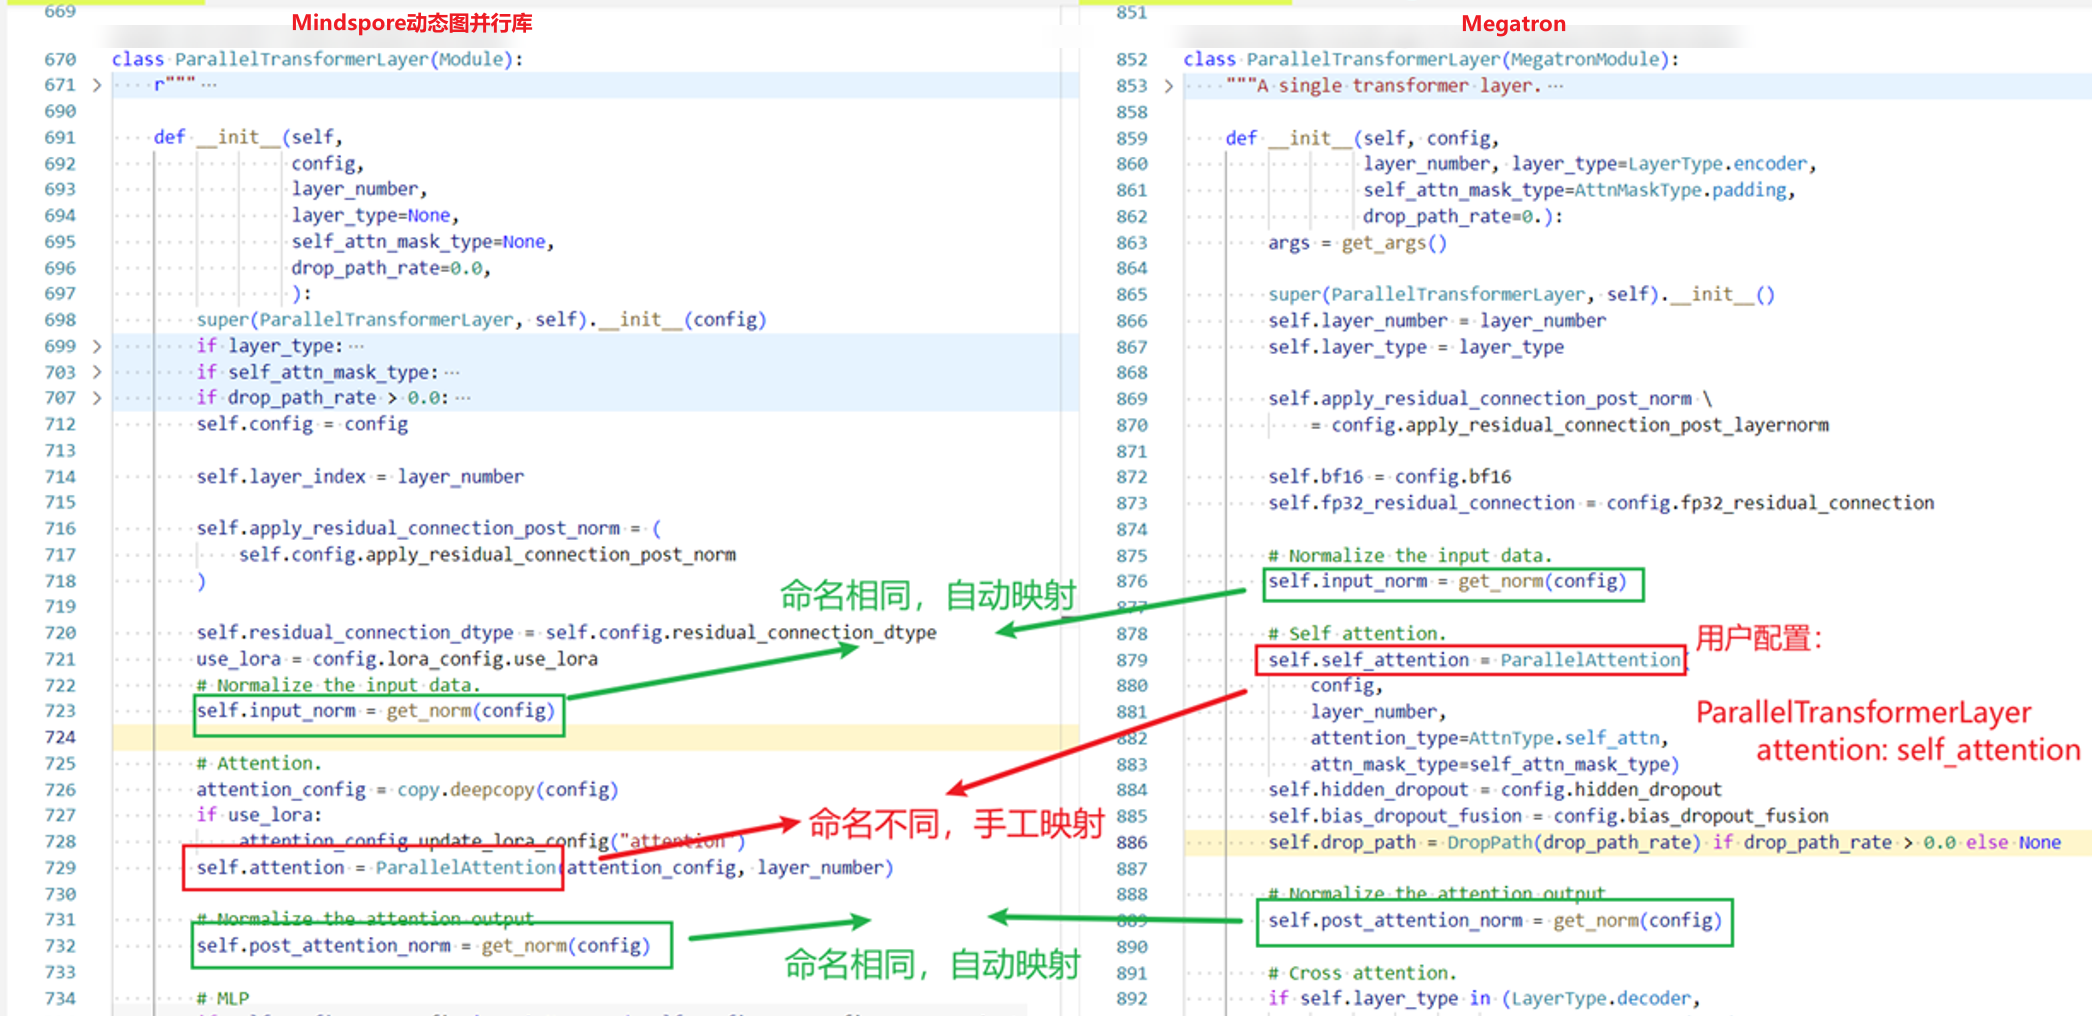 Mindspore动态图并行库
669
670 class ParallelTransformerLayer(Module):
671 > r""" ···
690
691 def __init__(self,
692 config,
693 layer_number,
694 layer_type=None,
695 self_attn_mask_type=None,
696 drop_path_rate=0.0,
697 ):
698 super(ParallelTransformerLayer, self).__init__(config)
699 > if layer_type: ···
703 > if self_attn_mask_type: ···
707 > if drop_path_rate > 0.0: ···
712 self.config = config
713
714 self.layer_index = layer_number
715
716 self.apply_residual_connection_post_norm = (
717 self.config.apply_residual_connection_post_norm
718 )
719
720 self.residual_connection_dtype = self.config.residual_connection_dtype
721 use_lora = config.lora_config.use_lora
722 # Normalize the input data.
723 self.input_norm = get_norm(config)
724
725 # Attention.
726 attention_config = copy.deepcopy(config)
727 if use_lora:
728 attention_config.update_lora_config("attention")
729 self.attention = ParallelAttention(attention_config, layer_number)
730
731 # Normalize the attention output
732 self.post_attention_norm = get_norm(config)
733
734 # MLP
命名相同，自动映射
命名不同，手工映射
命名相同，自动映射
Megatron
851
852 class ParallelTransformerLayer(MegatronModule):
853 > """A single transformer layer. ···
858
859 def __init__(self, config,
860 layer_number, layer_type=LayerType.encoder,
861 self_attn_mask_type=AttnMaskType.padding,
862 drop_path_rate=0.):
863 args = get_args()
864
865 super(ParallelTransformerLayer, self).__init__()
866 self.layer_number = layer_number
867 self.layer_type = layer_type
868
869 self.apply_residual_connection_post_norm \
870 = config.apply_residual_connection_post_layernorm
871
872 self.bf16 = config.bf16
873 self.fp32_residual_connection = config.fp32_residual_connection
874
875 # Normalize the input data.
876 self.input_norm = get_norm(config)
877
878 # Self attention.
879 self.self_attention = ParallelAttention(
880 config,
881 layer_number,
882 attention_type=AttnType.self_attn,
883 attn_mask_type=self_attn_mask_type)
884 self.hidden_dropout = config.hidden_dropout
885 self.bias_dropout_fusion = config.bias_dropout_fusion
886 self.drop_path = DropPath(drop_path_rate) if drop_path_rate > 0.0 else None
887
888 # Normalize the attention output
889 self.post_attention_norm = get_norm(config)
890
891 # Cross attention.
892 if self.layer_type in (LayerType.decoder,
用户配置：
ParallelTransformerLayer
attention: self_attention